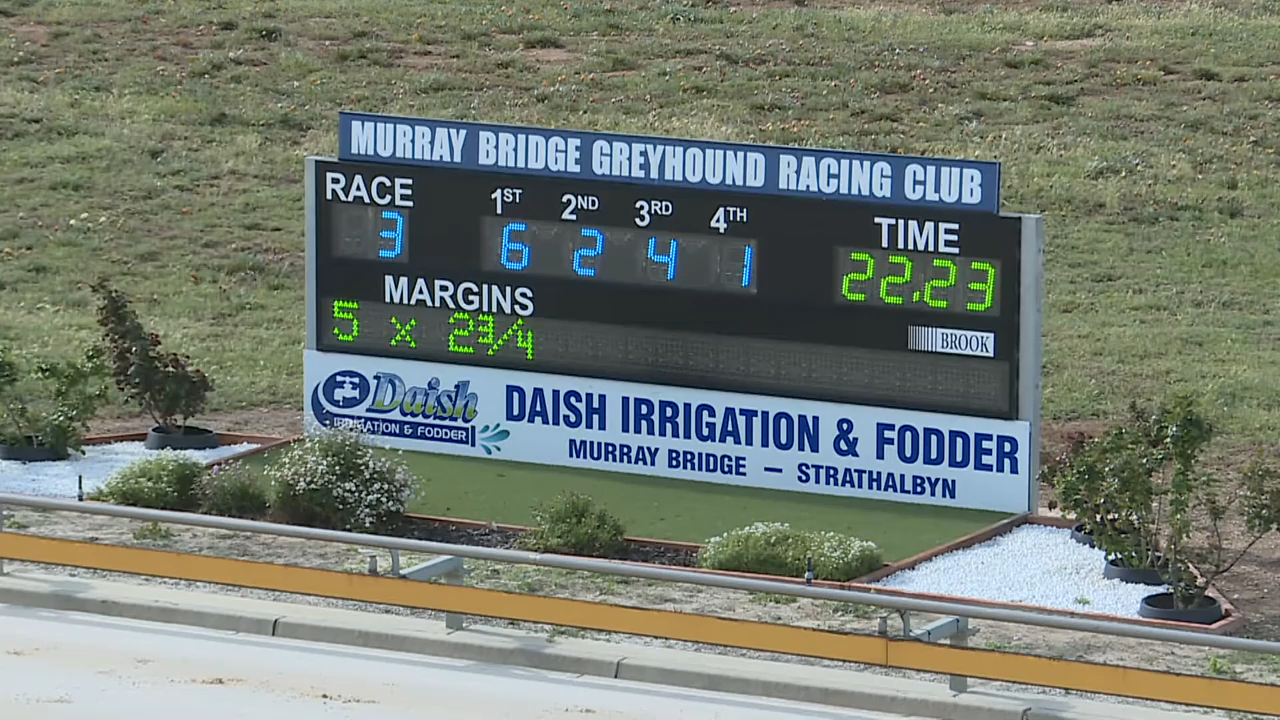 MURRAY BRIDGE GREYHOUND RACING CLUB
RACE 1ST 2ND 3RD 4TH TIME
3 6 2 4 1 22.23
MARGINS
5 x 2 3/4
BROOK
Daish
IRRIGATION & FODDER
DAISH IRRIGATION & FODDER
MURRAY BRIDGE – STRATHALBYN